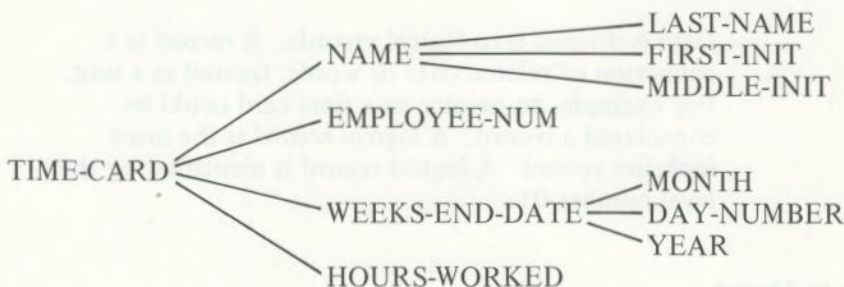 LAST-NAME
NAME
FIRST-INIT
MIDDLE-INIT
EMPLOYEE-NUM
TIME-CARD
MONTH
WEEKS-END-DATE
DAY-NUMBER
YEAR
HOURS-WORKED